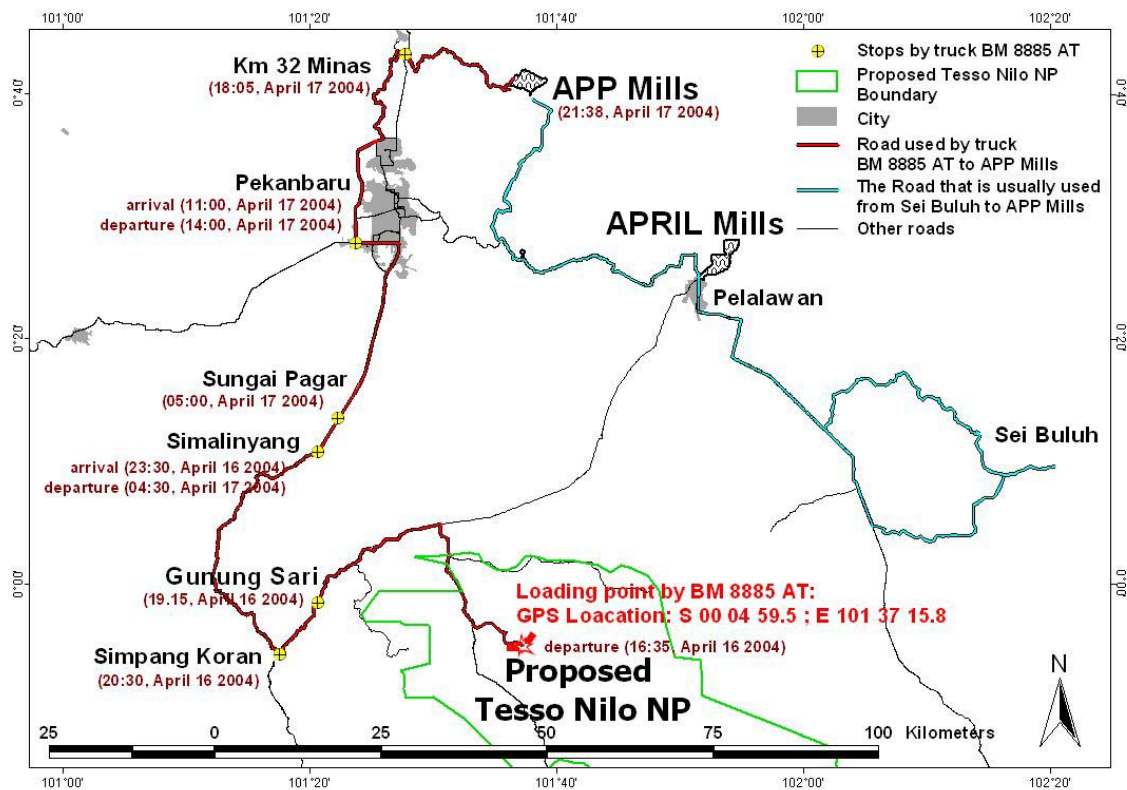 101°00'
101°20'
101°40'
102°00'
102°20'
0°40'
0°40'
Km 32 Minas
(18:05, April 17 2004)
APP Mills
(21:38, April 17 2004)
Stops by truck BM 8885 AT
Proposed Tesso Nilo NP
Boundary
City
Road used by truck
BM 8885 AT to APP Mills
The Road that is usually used
from Sei Buluh to APP Mills
Other roads
Pekanbaru
arrival (11:00, April 17 2004)
departure (14:00, April 17 2004)
APRIL Mills
Pelalawan
0°20'
0°20'
Sungai Pagar
(05:00, April 17 2004)
Simalinyang
arrival (23:30, April 16 2004)
departure (04:30, April 17 2004)
Sei Buluh
Gunung Sari
(19.15, April 16 2004)
0°00'
0°00'
Loading point by BM 8885 AT:
GPS Loacation: S 00 04 59.5 ; E 101 37 15.8
departure (16:35, April 16 2004)
Simpang Koran
(20:30, April 16 2004)
Proposed
Tesso Nilo NP
N
25
0
25
50
75
100 Kilometers
101°00'
101°20'
101°40'
102°00'
102°20'